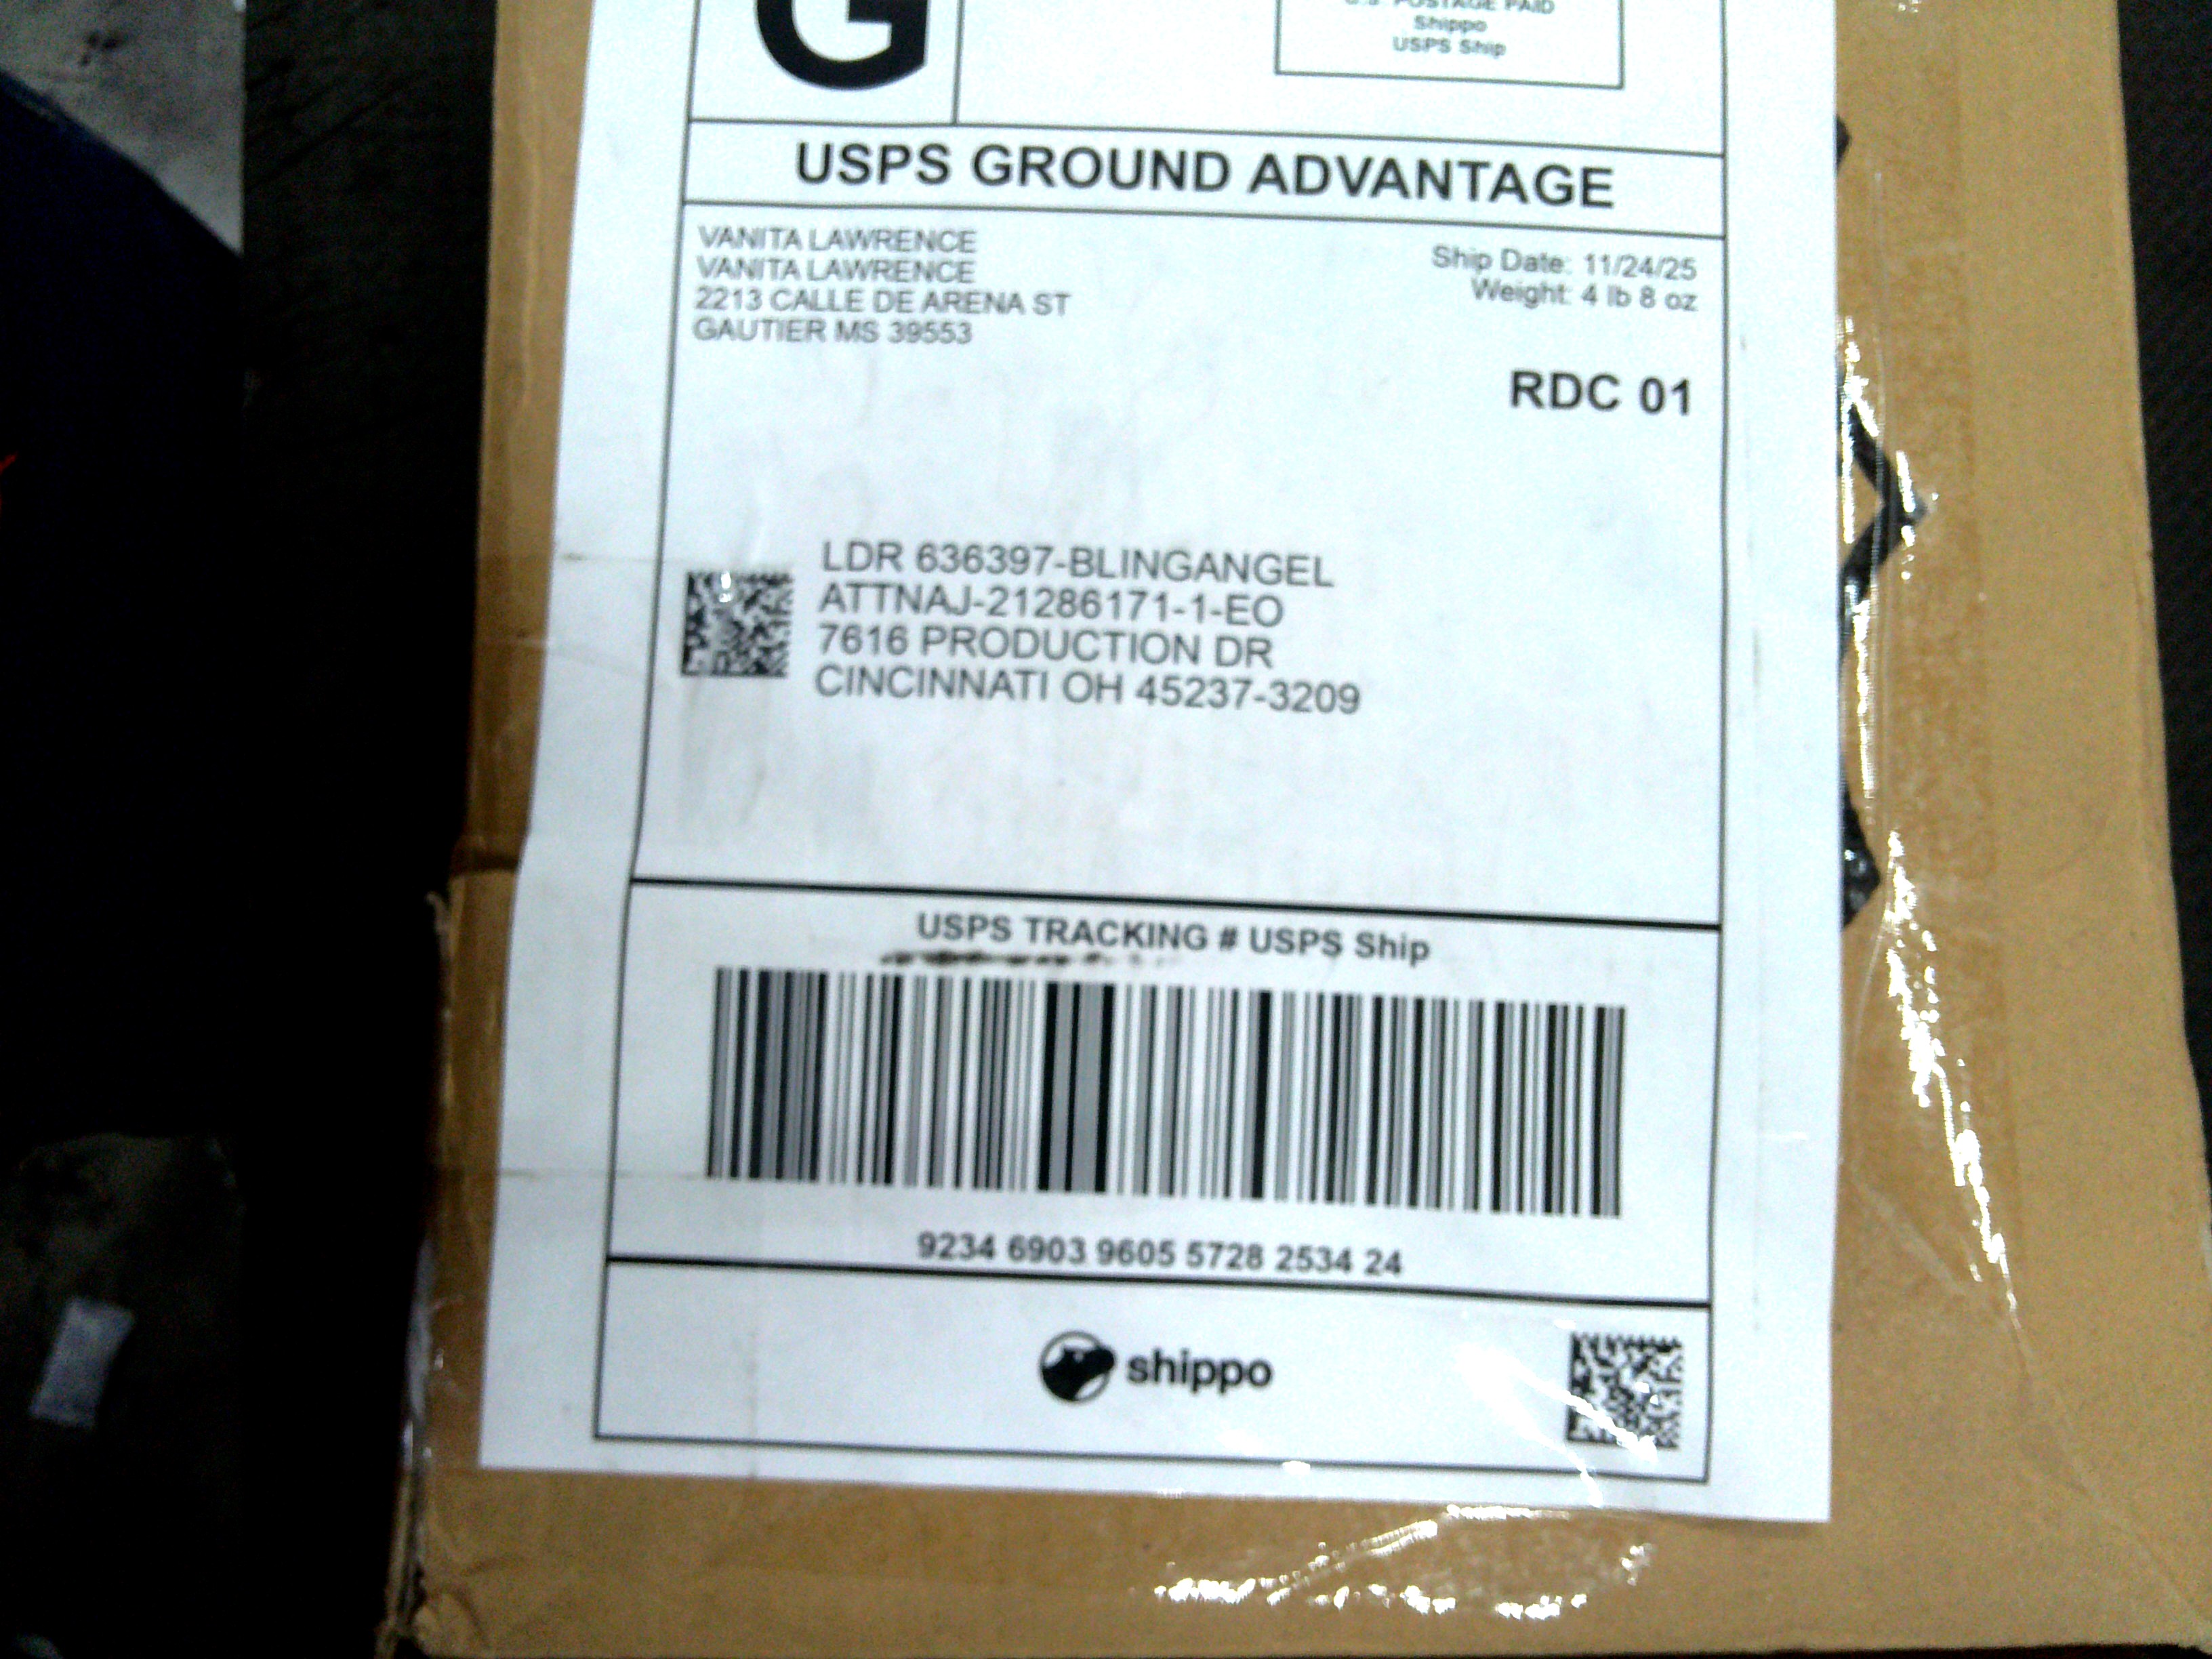 G
U.S. POSTAGE PAID
Shippo
USPS Ship
USPS GROUND ADVANTAGE
VANITA LAWRENCE
VANITA LAWRENCE
2213 CALLE DE ARENA ST
GAUTIER MS 39553
Ship Date: 11/24/25
Weight: 4 lb 8 oz
RDC 01
LDR 636397-BLINGANGEL
ATTNAJ-21286171-1-EO
7616 PRODUCTION DR
CINCINNATI OH 45237-3209
USPS TRACKING # USPS Ship
9234 6903 9605 5728 2534 24
shippo